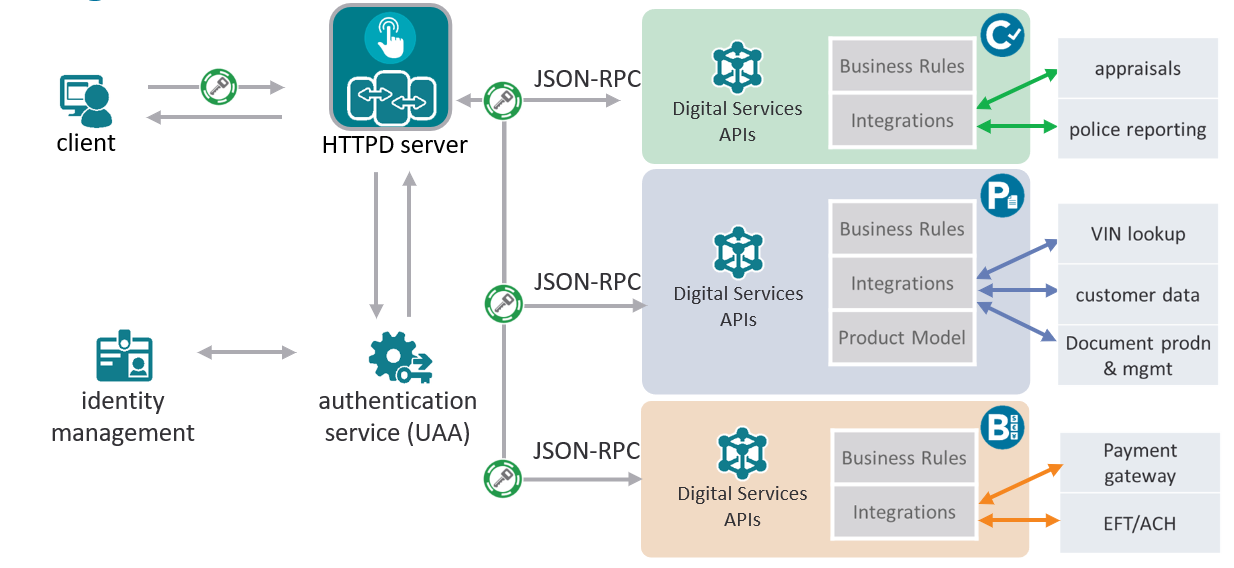 client
HTTPD server
identity
management
authentication
service (UAA)
JSON-RPC
Digital Services
APIs
Business Rules
Integrations
C
appraisals
police reporting
JSON-RPC
Digital Services
APIs
Business Rules
Integrations
Product Model
P
VIN lookup
customer data
Document prodn
& mgmt
JSON-RPC
Digital Services
APIs
Business Rules
Integrations
B
Payment
gateway
EFT/ACH